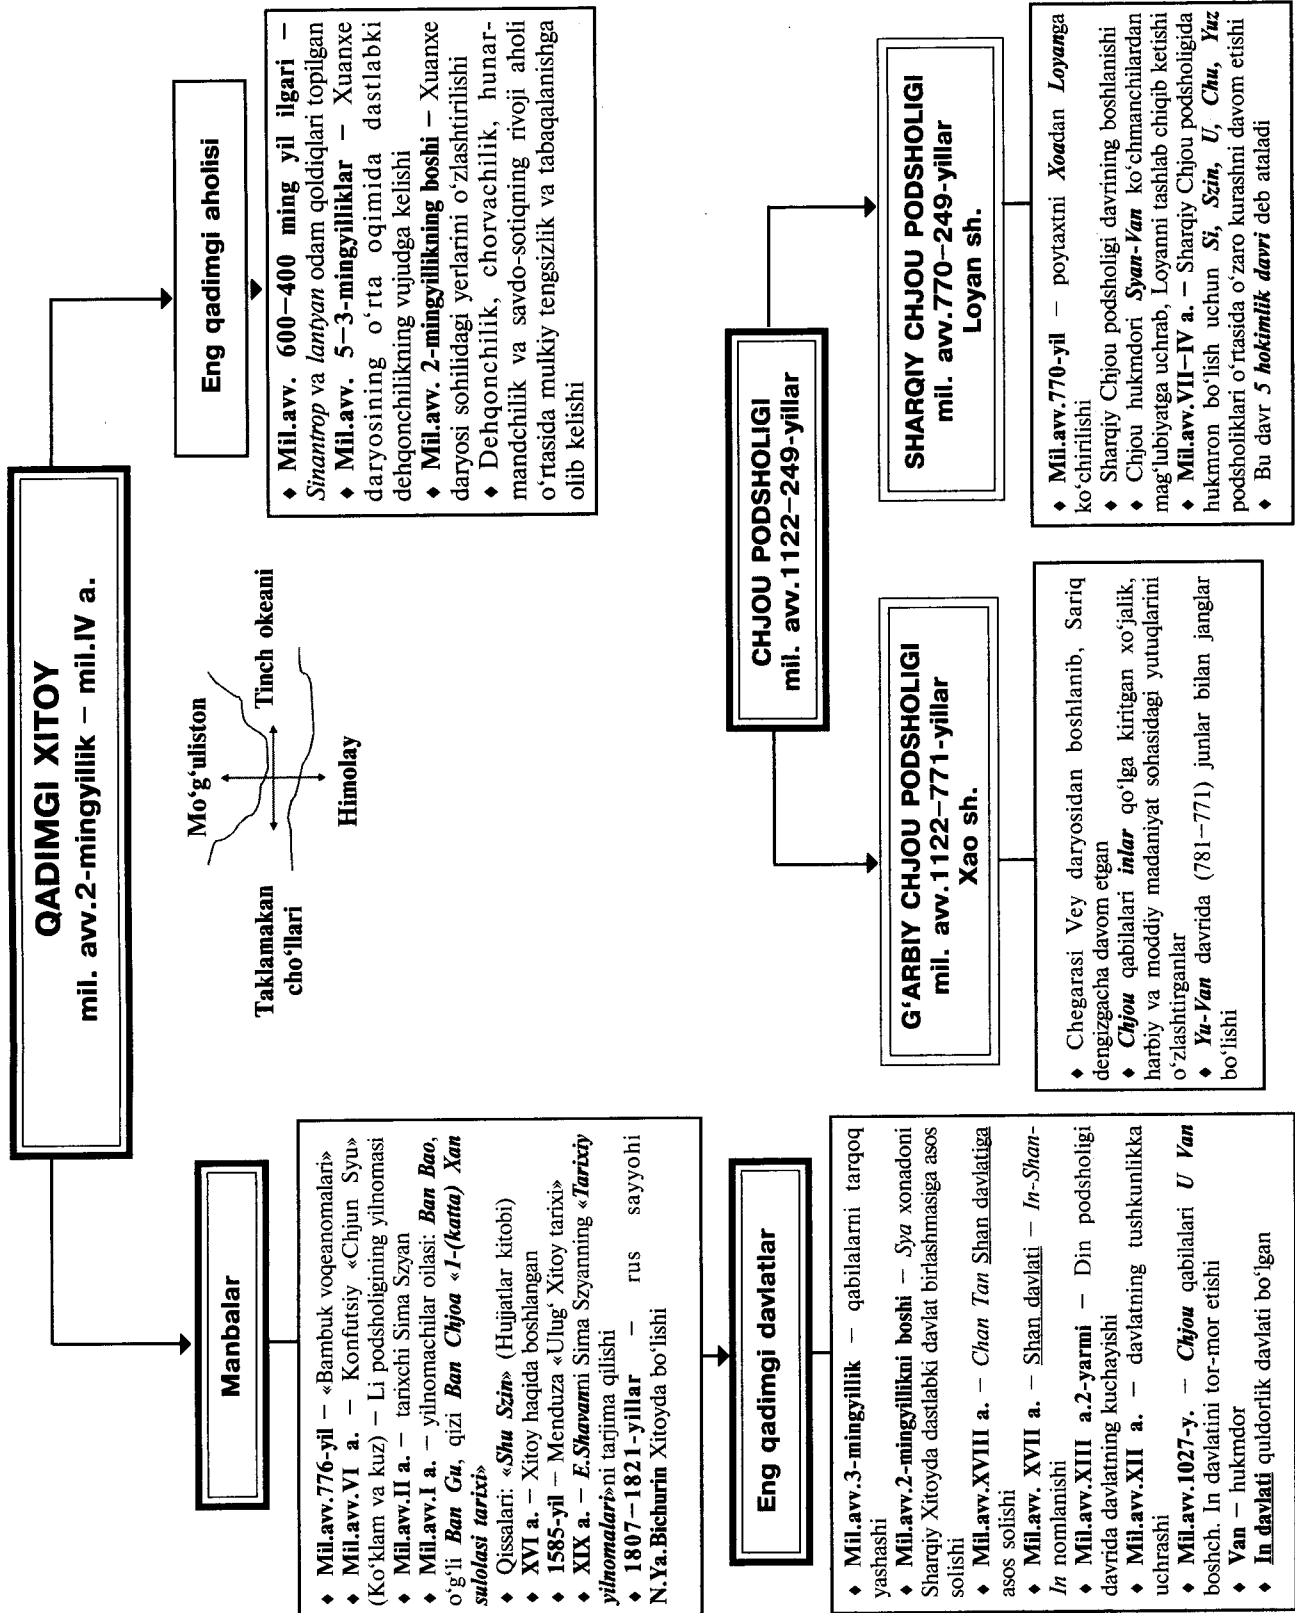 QADIMGI XITOY
mil. avv.2-mingyillik – mil.IV a.
Manbalar
♦ Mil.avv.776-yil – «Bambuk voqeanomalari»
♦ Mil.avv.VI a. – Konfutsiy «Chjun Syu»
(Ko‘klam va kuz) – Li podsholigining yilnomasi
♦ Mil.avv.II a. – tarixchi Sima Szyan
♦ Mil.avv.I a. – yilnomachilar oilasi: Ban Bao,
o‘g‘li Ban Gu, qizi Ban Chjoa «1-(katta) Xan
sulolasi tarixi»
♦ Qissalari: «Shu Szin» (Hujjatlar kitobi)
♦ XVI a. – Xitoy haqida boshlangan
♦ 1585-yil – Menduza «Ulug‘ Xitoy tarixi»
♦ XIX a. – E.Shavanni Sima Szyanning «Tarixiy
yilnomalari»ni tarjima qilishi
♦ 1807–1821-yillar – rus sayyohi
N.Ya.Bichurin Xitoyda bo‘lishi
Mo‘g‘uliston
Taklamakan
cho‘llari
Tinch okeani
Himolay
Eng qadimgi aholisi
♦ Mil.avv. 600–400 ming yil ilgari –
Sinantrop va lantyan odam qoldiqlari topilgan
♦ Mil.avv. 5–3-mingyilliklar – Xuanxe
daryosining o‘rta oqimida dastlabki
dehqonchilikning vujudga kelishi
♦ Mil.avv. 2-mingyillikning boshi – Xuanxe
daryosi sohilidagi yerlarini o‘zlashtirilishi
♦ Dehqonchilik, chorvachilik, hunar-
mandchilik va savdo-sotiqning rivoji aholi
o‘rtasida mulkiy tengsizlik va tabaqalanishga
olib kelishi
Eng qadimgi davlatlar
♦ Mil.avv.3-mingyillik – qabilalarni tarqoq
yashashi
♦ Mil.avv.2-mingyillikni boshi – Sya xonadoni
Sharqiy Xitoyda dastlabki davlat birlashmasiga asos
solishi
♦ Mil.avv.XVIII a. – Chan Tan Shan davlatiga
asos solishi
♦ Mil.avv. XVII a. – Shan davlati – In-Shan-
In nomlanishi
♦ Mil.avv.XIII a.2-yarmi – Din podsholigi
davrida davlatning kuchayishi
♦ Mil.avv.XII a. – davlatning tushkunlikka
uchrashi
♦ Mil.avv.1027-y. – Chjou qabilalari U Van
boshch. In davlatini tor-mor etishi
♦ Van – hukmdor
♦ In davlati quldorlik davlati bo‘lgan
CHJOU PODSHOLIGI
mil. avv.1122–249-yillar
G‘ARBIY CHJOU PODSHOLIGI
mil. avv.1122–771-yillar
Xao sh.
♦ Chegarasi Vey daryosidan boshlanib, Sariq
dengizgacha davom etgan
♦ Chjou qabilalari inlar qo‘lga kiritgan xo‘jalik,
harbiy va moddiy madaniyat sohasidagi yutuqlarini
o‘zlashtirganlar
♦ Yu-Van davrida (781–771) junlar bilan janglar
bo‘lishi
SHARQIY CHJOU PODSHOLIGI
mil. avv.770–249-yillar
Loyan sh.
♦ Mil.avv.770-yil – poytaxtni Xoadan Loyanga
ko‘chirilishi
♦ Sharqiy Chjou podsholigi davrining boshlanishi
♦ Chjou hukmdori Syan-Van ko‘chmanchilardan
mag‘lubiyatga uchrab, Loyanni tashlab chiqib ketishi
♦ Mil.avv.VII–IV a. – Sharqiy Chjou podsholigida
hukmron bo‘lish uchun Si, Szin, U, Chu, Yuz
podsholiklari o‘rtasida o‘zaro kurashni davom etishi
♦ Bu davr 5 hokimlik davri deb ataladi